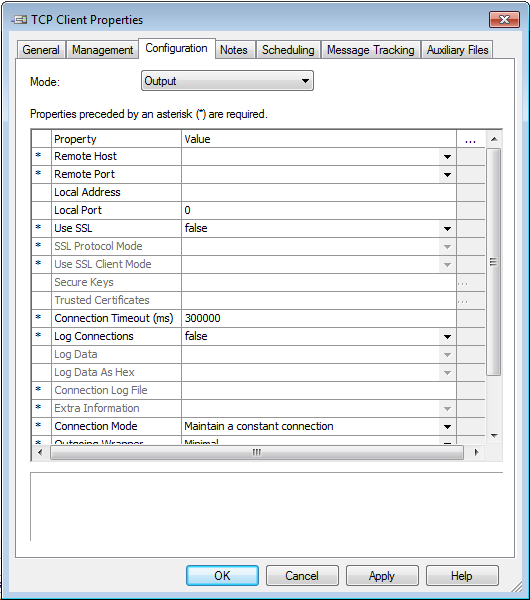 TCP Client Properties
General Management Configuration Notes Scheduling Message Tracking Auxiliary Files
Mode: Output
Properties preceded by an asterisk (*) are required.
Property Value ...
* Remote Host
* Remote Port
Local Address
Local Port 0
* Use SSL false
* SSL Protocol Mode
* Use SSL Client Mode
Secure Keys ...
Trusted Certificates ...
* Connection Timeout (ms) 300000
* Log Connections false
Log Data
Log Data As Hex
* Connection Log File
* Extra Information
* Connection Mode Maintain a constant connection
* Outgoing Wrapper Minimal
OK Cancel Apply Help